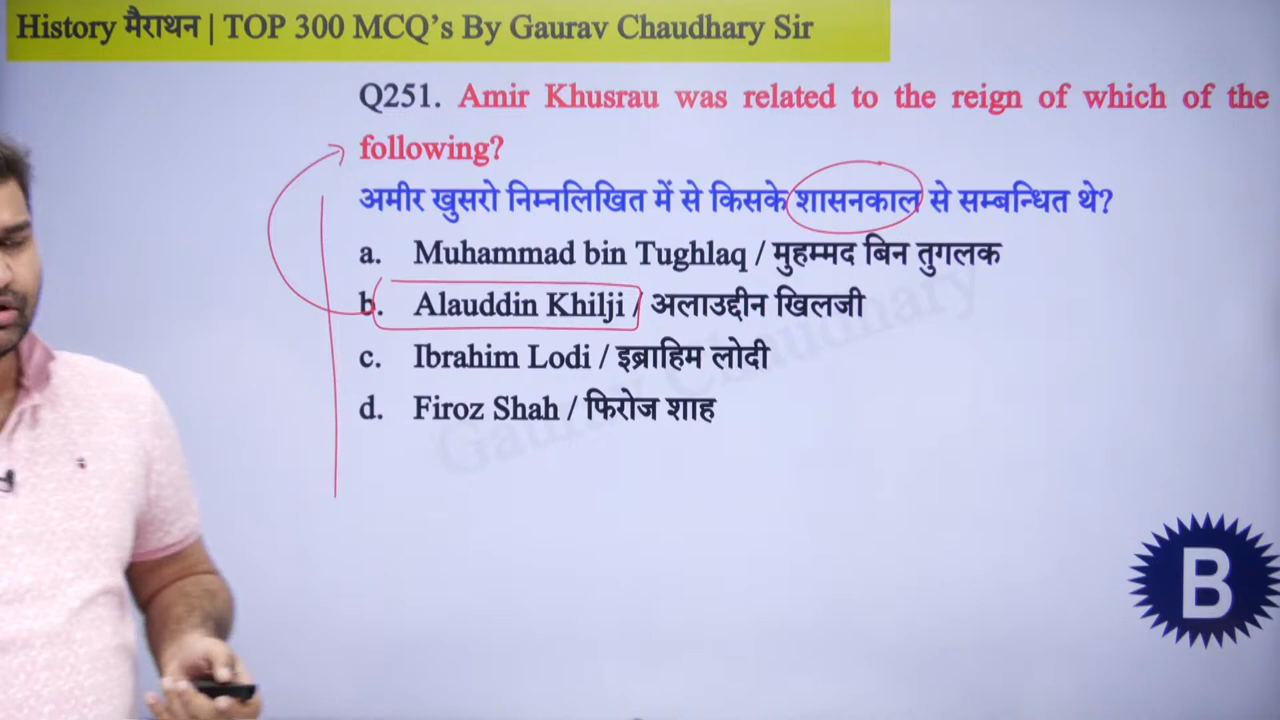 History मैराथन | TOP 300 MCQ’s By Gaurav Chaudhary Sir
Q251. Amir Khusrau was related to the reign of which of the
following?
अमीर खुसरो निम्नलिखित में से किसके शासनकाल से सम्बन्धित थे?
a. Muhammad bin Tughlaq / मुहम्मद बिन तुगलक
b. Alauddin Khilji / अलाउद्दीन खिलजी
c. Ibrahim Lodi / इब्राहिम लोदी
d. Firoz Shah / फिरोज शाह
Gaurav Chaudhary
B